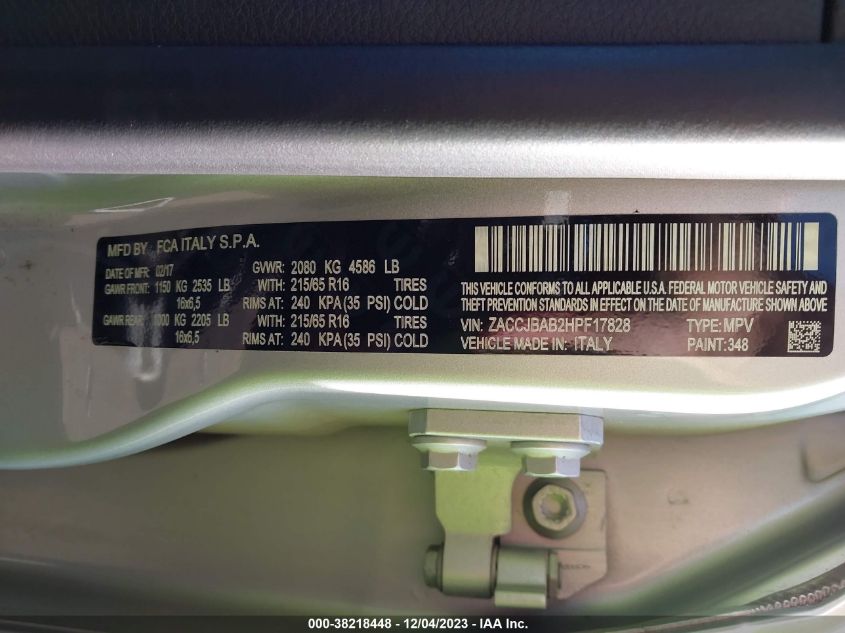 MFD BY FCA ITALY S.P.A.
DATE OF MFR 02/17 GVWR: 2080 KG 4586 LB
GAWR FRONT: 1150 KG 2535 LB WITH: 215/65 R16 TIRES
16x6,5 RIMS AT: 240 KPA (35 PSI) COLD
GAWR REAR: 1000 KG 2205 LB WITH: 215/65 R16 TIRES
16x6,5 RIMS AT: 240 KPA (35 PSI) COLD
THIS VEHICLE CONFORMS TO ALL APPLICABLE U.S.A. FEDERAL MOTOR VEHICLE SAFETY AND
THEFT PREVENTION STANDARDS IN EFFECT ON THE DATE OF MANUFACTURE SHOWN ABOVE
VIN: ZACCJBAB2HPF17828 TYPE: MPV
VEHICLE MADE IN: ITALY PAINT: 348
000-38218448 - 12/04/2023 - IAA Inc.